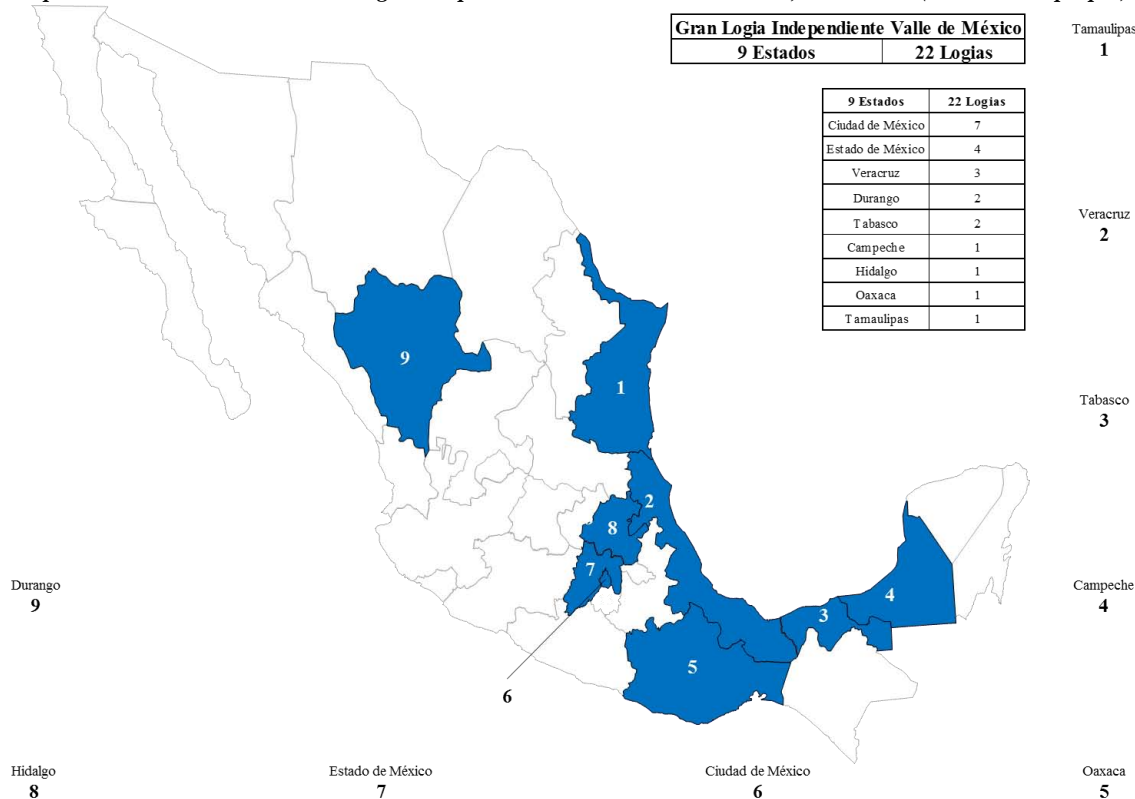 Gran Logia Independiente Valle de México
9 Estados 22 Logias
Tamaulipas
1
9 Estados 22 Logias
Ciudad de México 7
Estado de México 4
Veracruz 3
Durango 2
Tabasco 2
Campeche 1
Hidalgo 1
Oaxaca 1
Tamaulipas 1
Veracruz
2
9
1
Tabasco
3
2
8
7
Durango
9
Campeche
4
4
3
5
6
Hidalgo
8
Estado de México
7
Ciudad de México
6
Oaxaca
5